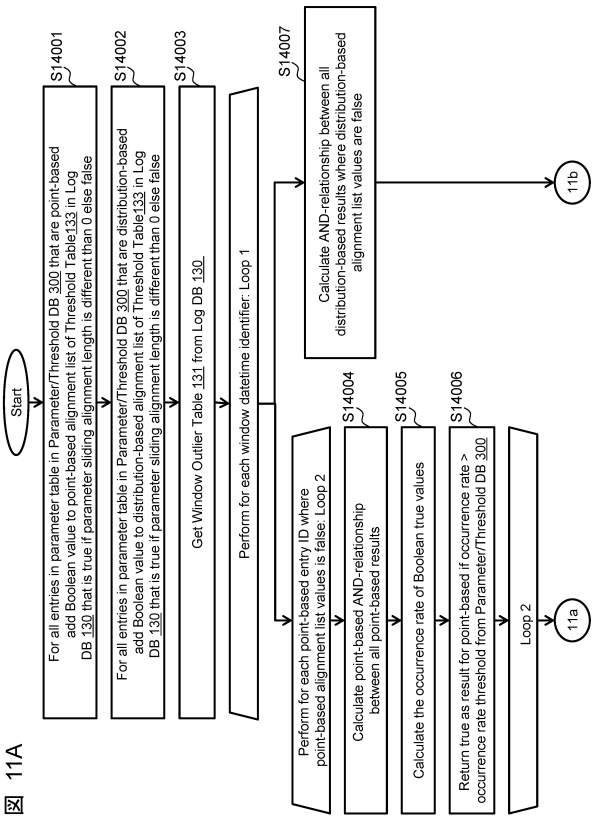 図 11A
Start
S14001
For all entries in parameter table in Parameter/Threshold DB 300 that are point-based
add Boolean value to point-based alignment list of Threshold Table133 in Log
DB 130 that is true if parameter sliding alignment length is different than 0 else false
S14002
For all entries in parameter table in Parameter/Threshold DB 300 that are distribution-based
add Boolean value to distribution-based alignment list of Threshold Table133 in Log
DB 130 that is true if parameter sliding alignment length is different than 0 else false
S14003
Get Window Outlier Table 131 from Log DB 130
Perform for each window datetime identifier: Loop 1
Perform for each point-based entry ID where
point-based alignment list values is false: Loop 2
S14004
Calculate point-based AND-relationship
between all point-based results
S14005
Calculate the occurrence rate of Boolean true values
S14006
Return true as result for point-based if occurrence rate >
occurrence rate threshold from Parameter/Threshold DB 300
Loop 2
11a
S14007
Calculate AND-relationship between all
distribution-based results where distribution-based
alignment list values are false
11b